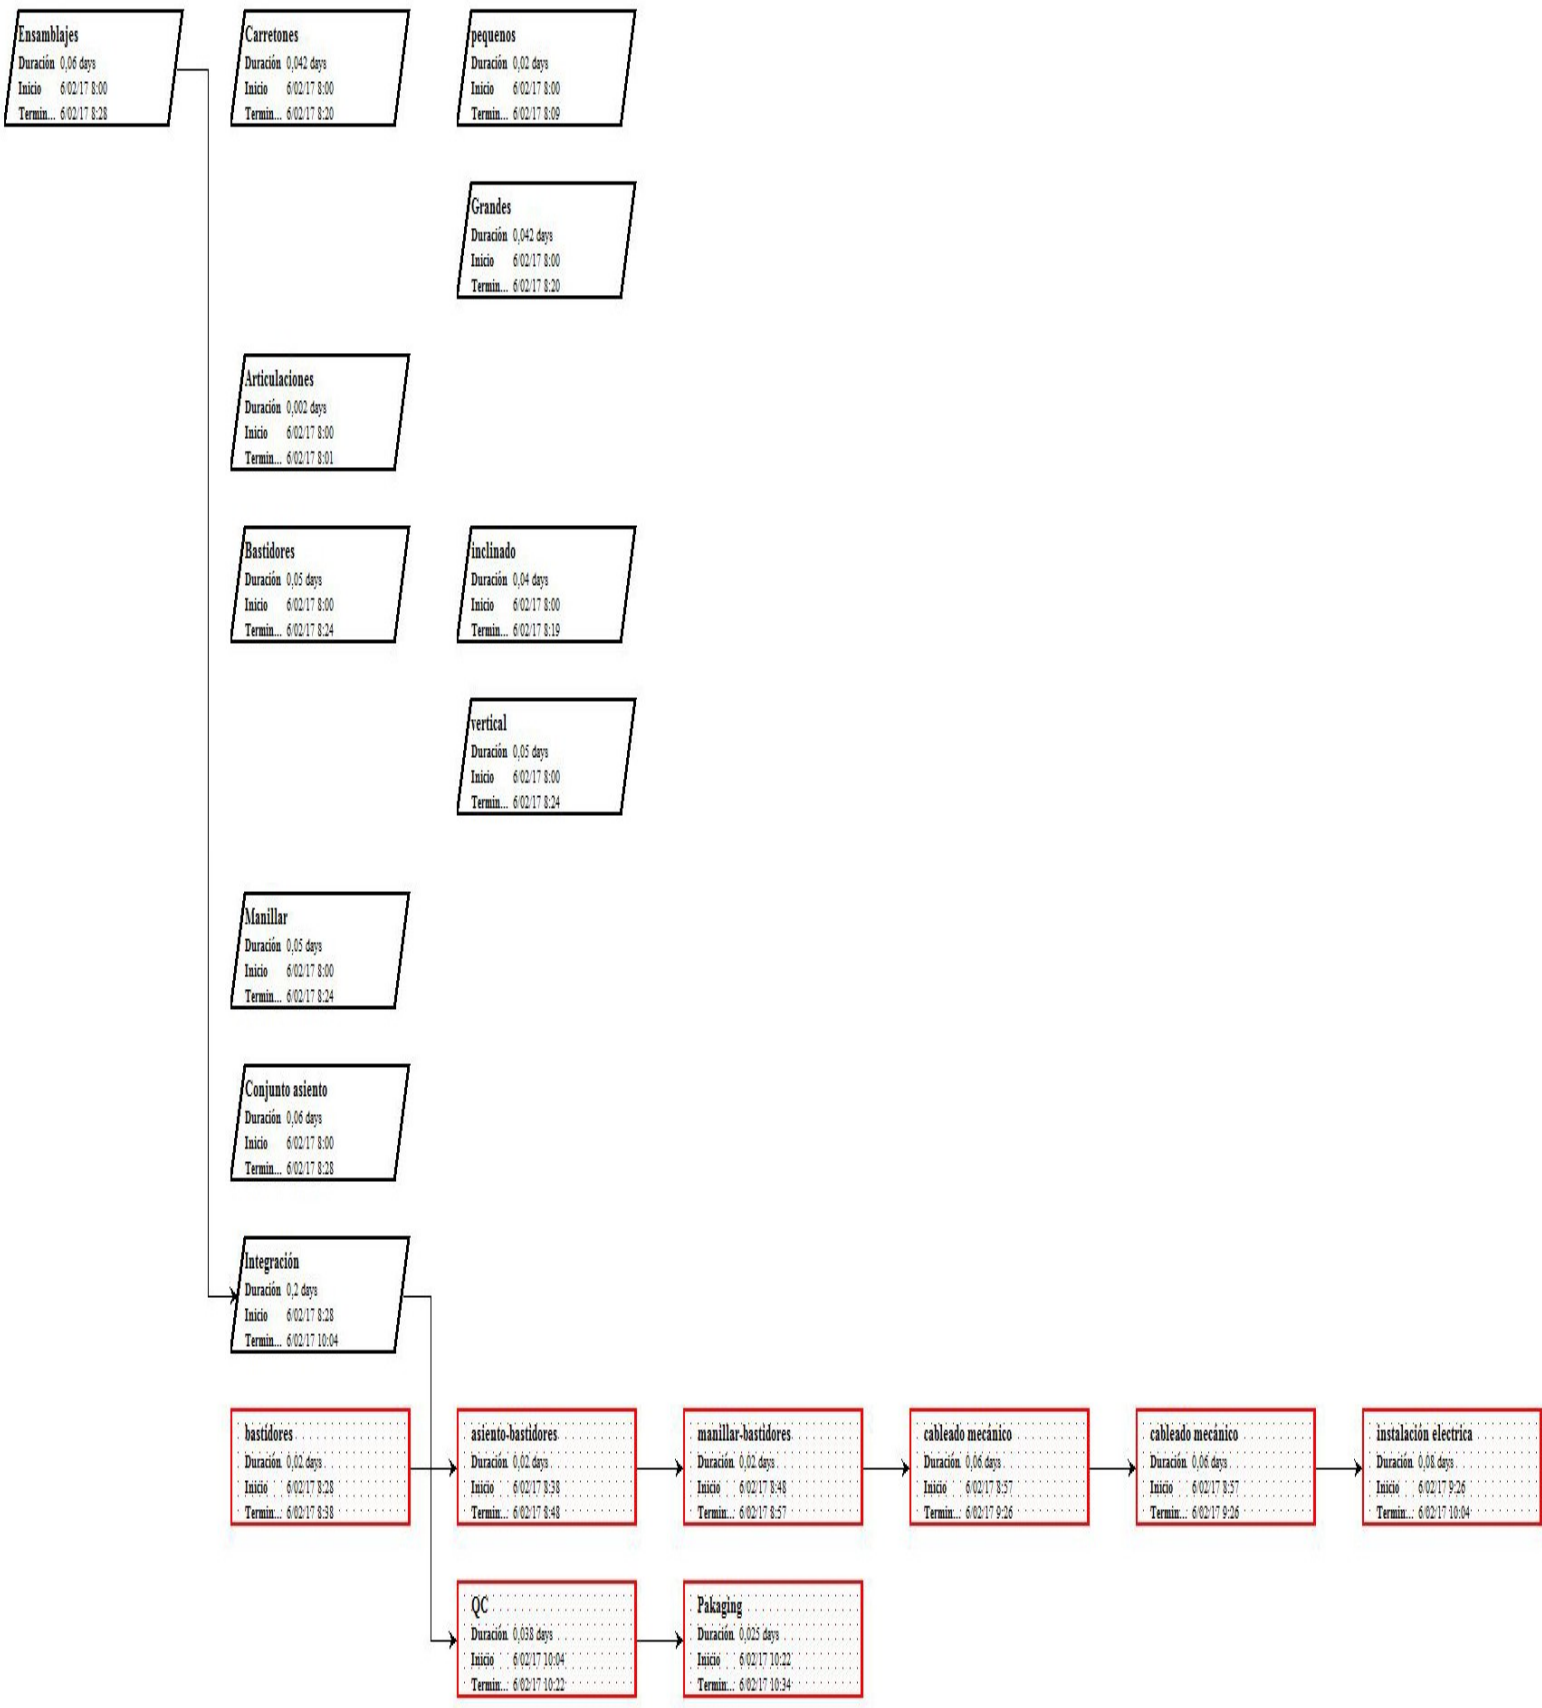 Ensamblajes
Duración 0,06 days
Inicio 6/02/17 8:00
Termin... 6/02/17 8:28
Carretones
Duración 0,042 days
Inicio 6/02/17 8:00
Termin... 6/02/17 8:20
pequenos
Duración 0,02 days
Inicio 6/02/17 8:00
Termin... 6/02/17 8:09
Grandes
Duración 0,042 days
Inicio 6/02/17 8:00
Termin... 6/02/17 8:20
Articulaciones
Duración 0,002 days
Inicio 6/02/17 8:00
Termin... 6/02/17 8:01
Bastidores
Duración 0,05 days
Inicio 6/02/17 8:00
Termin... 6/02/17 8:24
inclinado
Duración 0,04 days
Inicio 6/02/17 8:00
Termin... 6/02/17 8:19
vertical
Duración 0,05 days
Inicio 6/02/17 8:00
Termin... 6/02/17 8:24
Manillar
Duración 0,05 days
Inicio 6/02/17 8:00
Termin... 6/02/17 8:24
Conjunto asiento
Duración 0,06 days
Inicio 6/02/17 8:00
Termin... 6/02/17 8:28
Integración
Duración 0,2 days
Inicio 6/02/17 8:28
Termin... 6/02/17 10:04
bastidores
Duración 0,02 days
Inicio 6/02/17 8:28
Termin... 6/02/17 8:38
asiento-bastidores
Duración 0,02 days
Inicio 6/02/17 8:38
Termin... 6/02/17 8:48
manillar-bastidores
Duración 0,02 days
Inicio 6/02/17 8:48
Termin... 6/02/17 8:57
cableado mecánico
Duración 0,06 days
Inicio 6/02/17 8:57
Termin... 6/02/17 9:26
cableado mecánico
Duración 0,06 days
Inicio 6/02/17 8:57
Termin... 6/02/17 9:26
instalación electrica
Duración 0,08 days
Inicio 6/02/17 9:26
Termin... 6/02/17 10:04
QC
Duración 0,038 days
Inicio 6/02/17 10:04
Termin... 6/02/17 10:22
Pakaging
Duración 0,025 days
Inicio 6/02/17 10:22
Termin... 6/02/17 10:34